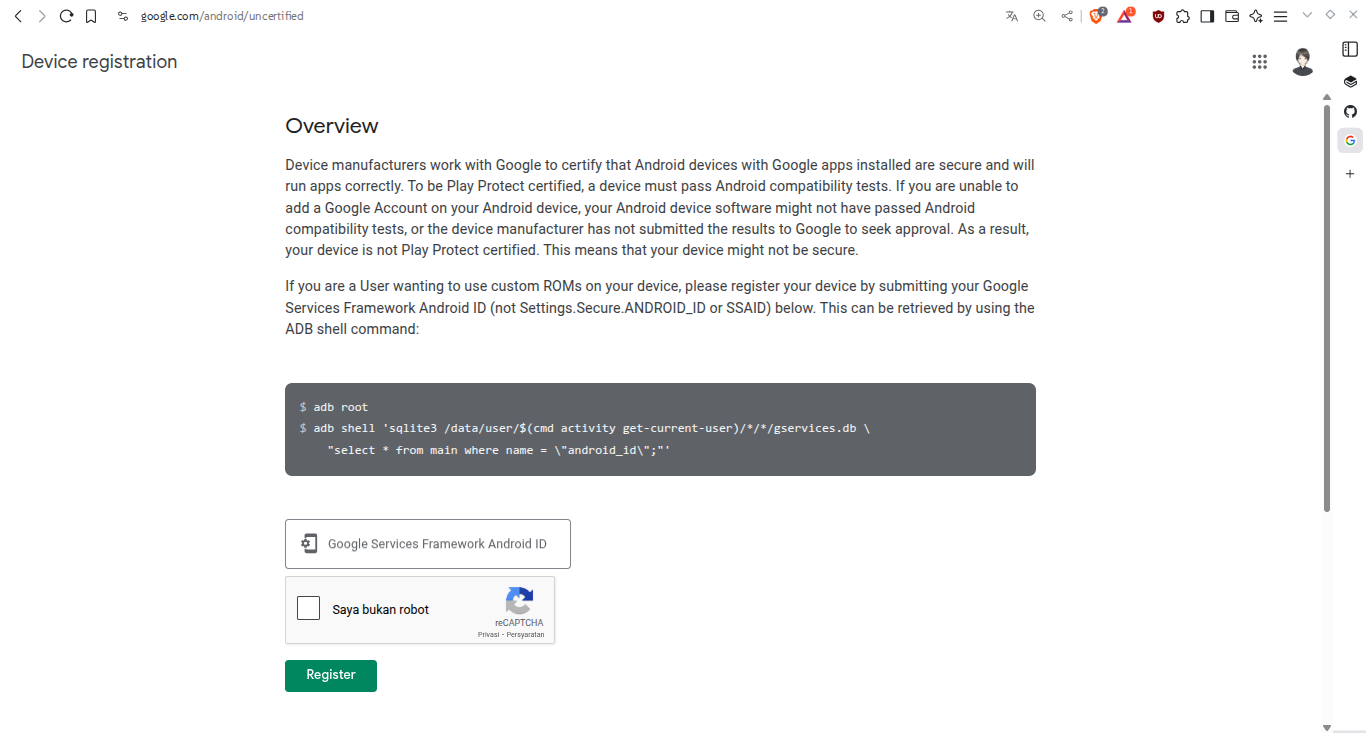 google.com/android/uncertified
2
1
Device registration
Overview
Device manufacturers work with Google to certify that Android devices with Google apps installed are secure and will
run apps correctly. To be Play Protect certified, a device must pass Android compatibility tests. If you are unable to
add a Google Account on your Android device, your Android device software might not have passed Android
compatibility tests, or the device manufacturer has not submitted the results to Google to seek approval. As a result,
your device is not Play Protect certified. This means that your device might not be secure.
If you are a User wanting to use custom ROMs on your device, please register your device by submitting your Google
Services Framework Android ID (not Settings.Secure.ANDROID_ID or SSAID) below. This can be retrieved by using the
ADB shell command:
$ adb root
$ adb shell 'sqlite3 /data/user/$(cmd activity get-current-user)/*/*/gservices.db \
"select * from main where name = \"android_id\";"'
Google Services Framework Android ID
Saya bukan robot
reCAPTCHA
Privasi - Persyaratan
Register